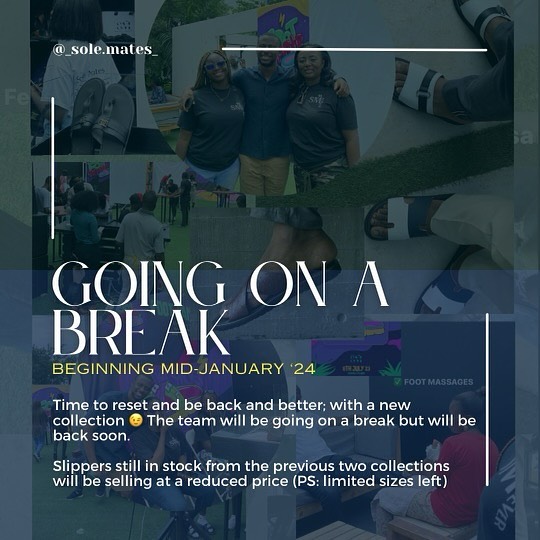 @_sole.mates_
GOING ON A
BREAK
BEGINNING MID-JANUARY ‘24
FOOT MASSAGES
Time to reset and be back and better; with a new
collection 😉 The team will be going on a break but will be
back soon.
Slippers still in stock from the previous two collections
will be selling at a reduced price (PS: limited sizes left)